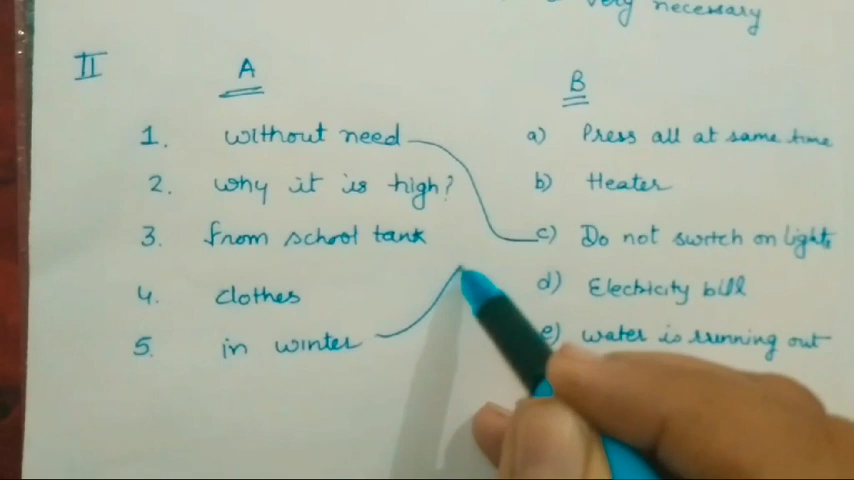 very necessary
II
A B
1. without need a) Press all at same time
2. why it is high? b) Heater
3. from school tank c) Do not switch on lights
4. clothes d) Electricity bill
5. in winter e) water is running out